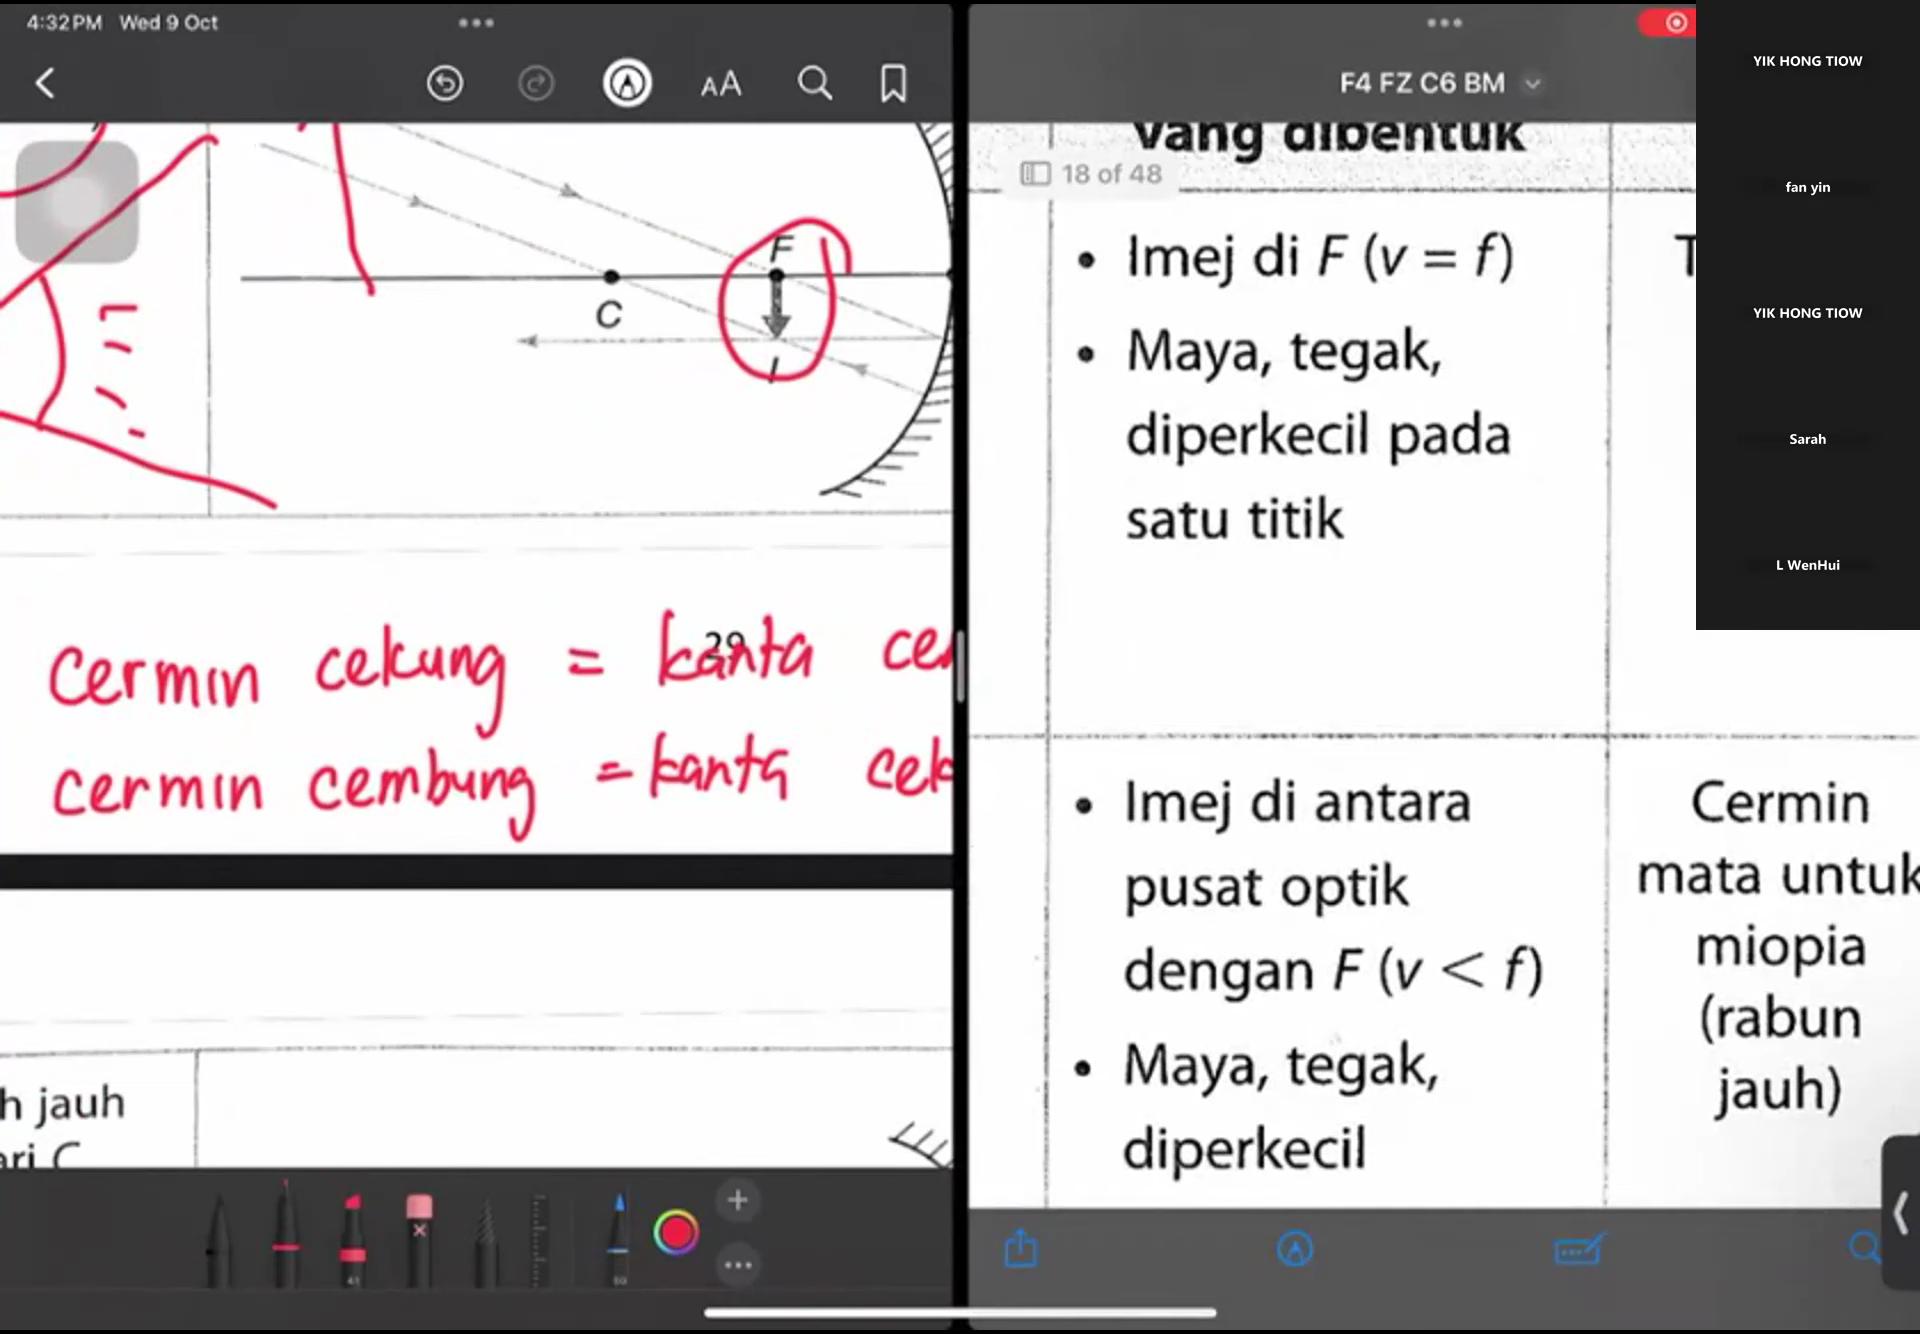 4:32 PM Wed 9 Oct
AA
F
C
I
29
cermin cekung = kanta
cermin cembung = kanta
h jauh
ari C
41
50
F4 FZ C6 BM
yang dibentuk
18 of 48
• Imej di F (v = f)
• Maya, tegak,
diperkecil pada
satu titik
• Imej di antara
pusat optik
dengan F (v < f)
• Maya, tegak,
diperkecil
Cermin
mata untuk
miopia
(rabun
jauh)
YIK HONG TIOW
fan yin
YIK HONG TIOW
Sarah
L WenHui